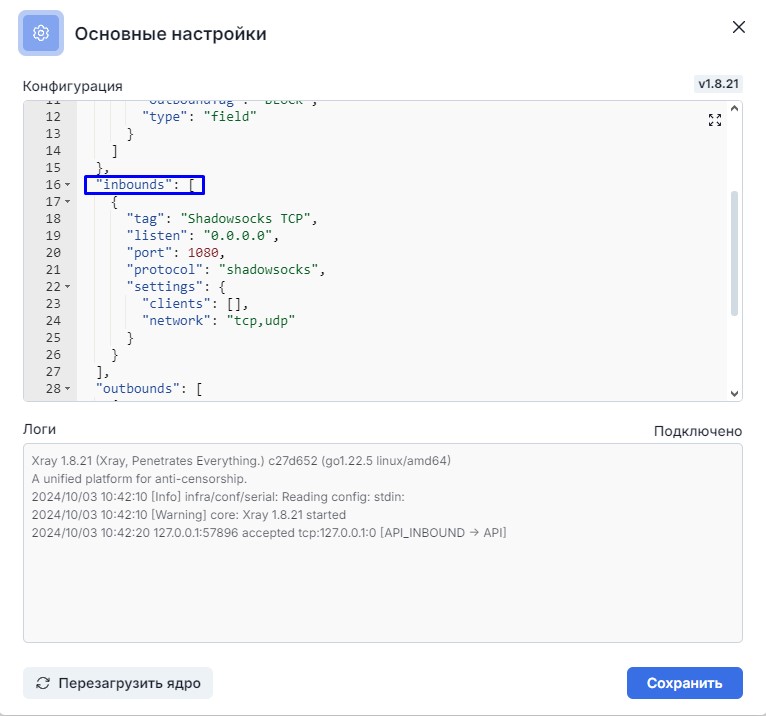 Основные настройки
Конфигурация
v1.8.21
11 "outboundTag": "BLOCK",
12 "type": "field"
13 }
14 ]
15 },
16 "inbounds": [
17 {
18 "tag": "Shadowsocks TCP",
19 "listen": "0.0.0.0",
20 "port": 1080,
21 "protocol": "shadowsocks",
22 "settings": {
23 "clients": [],
24 "network": "tcp,udp"
25 }
26 }
27 ],
28 "outbounds": [
Логи
Подключено
Xray 1.8.21 (Xray, Penetrates Everything.) c27d652 (go1.22.5 linux/amd64)
A unified platform for anti-censorship.
2024/10/03 10:42:10 [Info] infra/conf/serial: Reading config: stdin:
2024/10/03 10:42:10 [Warning] core: Xray 1.8.21 started
2024/10/03 10:42:20 127.0.0.1:57896 accepted tcp:127.0.0.1:0 [API_INBOUND → API]
Перезагрузить ядро
Сохранить